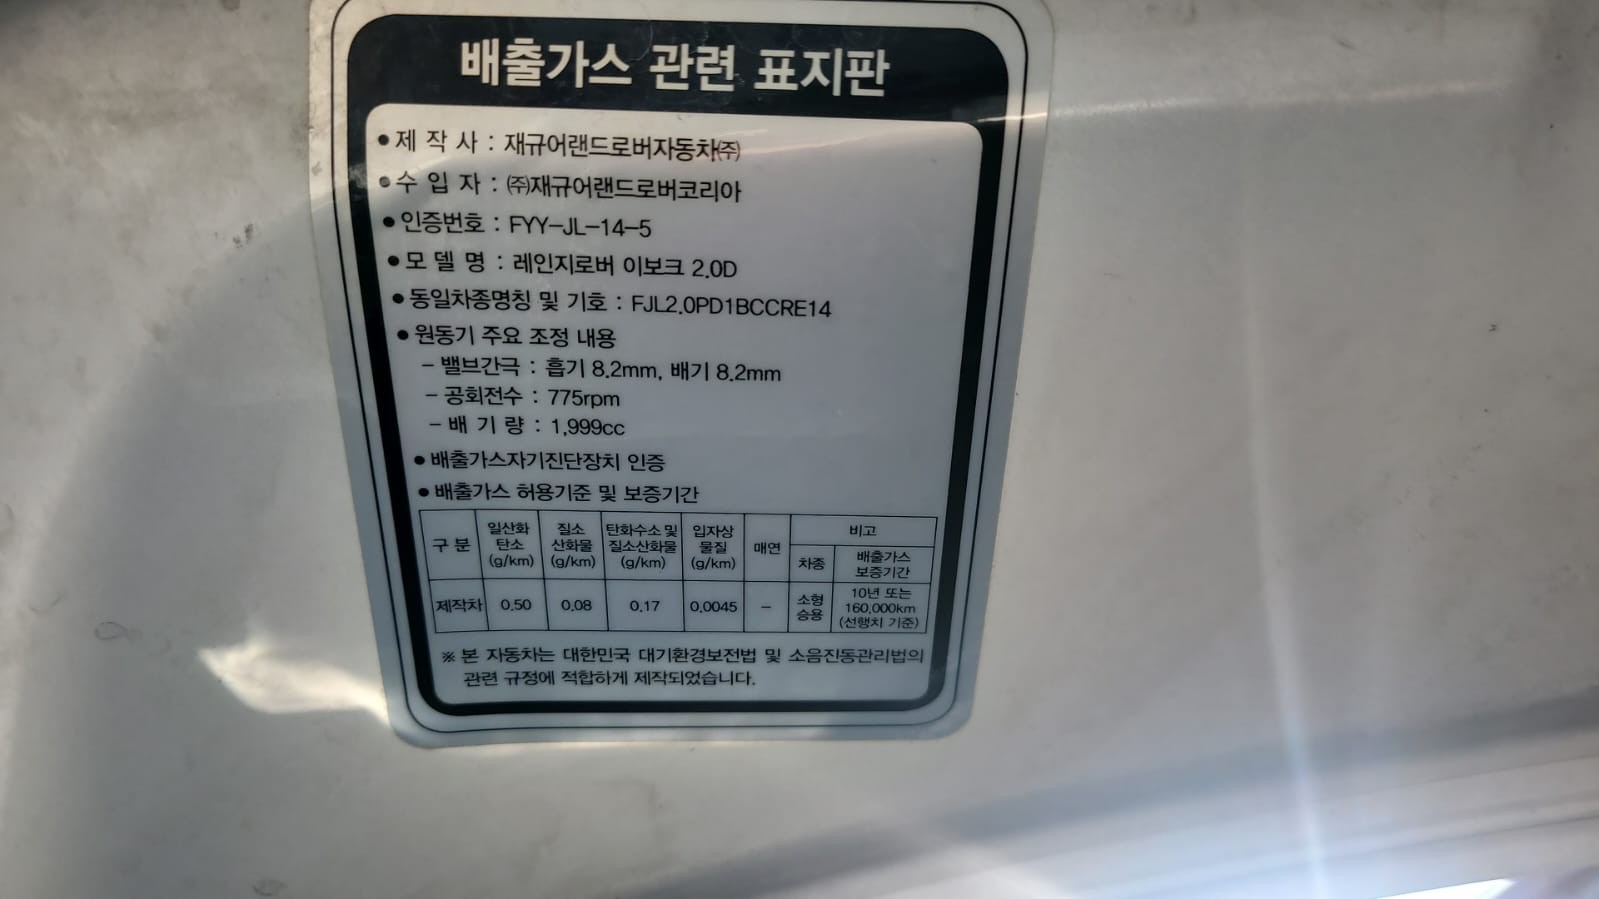 배출가스 관련 표지판
● 제 작 사 : 재규어랜드로버자동차㈜
● 수 입 자 : ㈜재규어랜드로버코리아
● 인증번호 : FYY-JL-14-5
● 모 델 명 : 레인지로버 이보크 2.0D
● 동일차종명칭 및 기호 : FJL2.0PD1BCCRE14
● 원동기 주요 조정 내용
- 밸브간극 : 흡기 8.2mm, 배기 8.2mm
- 공회전수 : 775rpm
- 배 기 량 : 1,999cc
● 배출가스자기진단장치 인증
● 배출가스 허용기준 및 보증기간
구 분 일산화 탄소 (g/km) 질소 산화물 (g/km) 탄화수소 및 질소산화물 (g/km) 입자상 물질 (g/km) 매연 비고
차종 배출가스 보증기간
제작차 0.50 0.08 0.17 0.0045 - 소형 승용 10년 또는 160,000km (선행치 기준)
※ 본 자동차는 대한민국 대기환경보전법 및 소음진동관리법의
관련 규정에 적합하게 제작되었습니다.